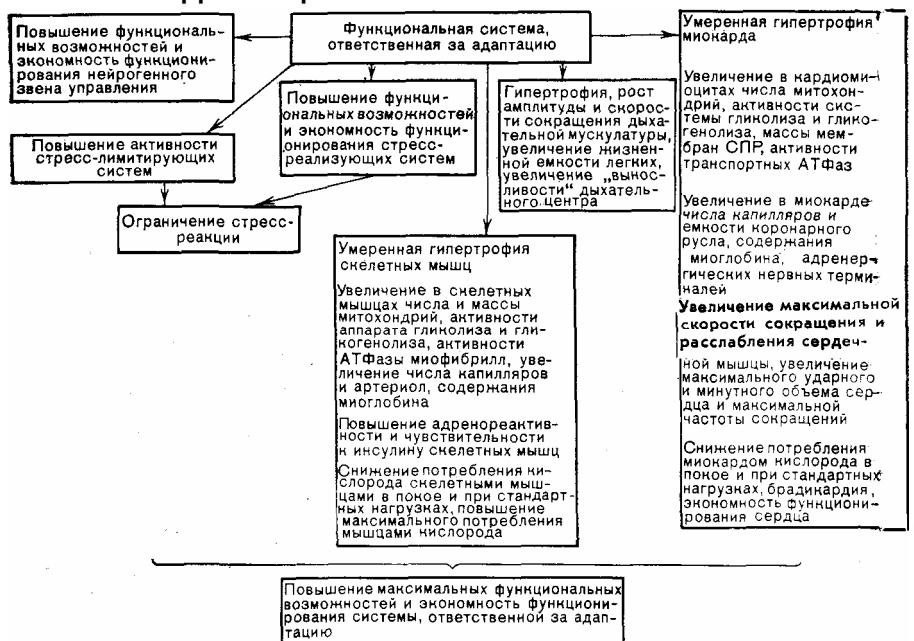 Повышение функциональ-
ных возможностей и
экономность функциони-
рования нейрогенного
звена управления
Функциональная система,
ответственная за адаптацию
Умеренная гипертрофия
миокарда
Увеличение в кардиоми-
оцитах числа митохон-
дрий, активности сис-
темы гликолиза и глико-
генолиза, массы мем-
бран СПР, активности
транспортных АТФаз
Увеличение в миокарде
числа капилляров и
емкости коронарного
русла, содержания
миоглобина, адренер-
гических нервных терми-
налей
Увеличение максимальной
скорости сокращения и
расслабления сердеч-
ной мышцы, увеличение
максимального ударного
и минутного объема сер-
дца и максимальной
частоты сокращений
Снижение потребления
миокардом кислорода в
покое и при стандартных
нагрузках, брадикардия,
экономность функциони-
рования сердца
Повышение функци-
ональных возможностей
и экономность функци-
онирования стресс-
реализующих систем
Гипертрофия, рост
амплитуды и скорос-
ти сокращения дыха-
тельной мускулатуры,
увеличение жизнен-
ной емкости легких,
увеличение „вынос-
ливости“ дыхатель-
ного центра
Повышение активности
стресс-лимитирующих
систем
Ограничение стресс-
реакции
Умеренная гипертрофия
скелетных мышц
Увеличение в скелетных
мышцах числа и массы
митохондрий, активности
аппарата гликолиза и гли-
когенолиза, активности
АТФазы миофибрилл, уве-
личение числа капилляров
и артериол, содержания
миоглобина
Повышение адренореактив-
ности и чувствительности
к инсулину скелетных мышц
Снижение потребления ки-
слорода скелетными мыш-
цами в покое и при стандарт-
ных нагрузках, повышение
максимального потребления
мышцами кислорода
Повышение максимальных функциональных
возможностей и экономность функциони-
рования системы, ответственной за адап-
тацию